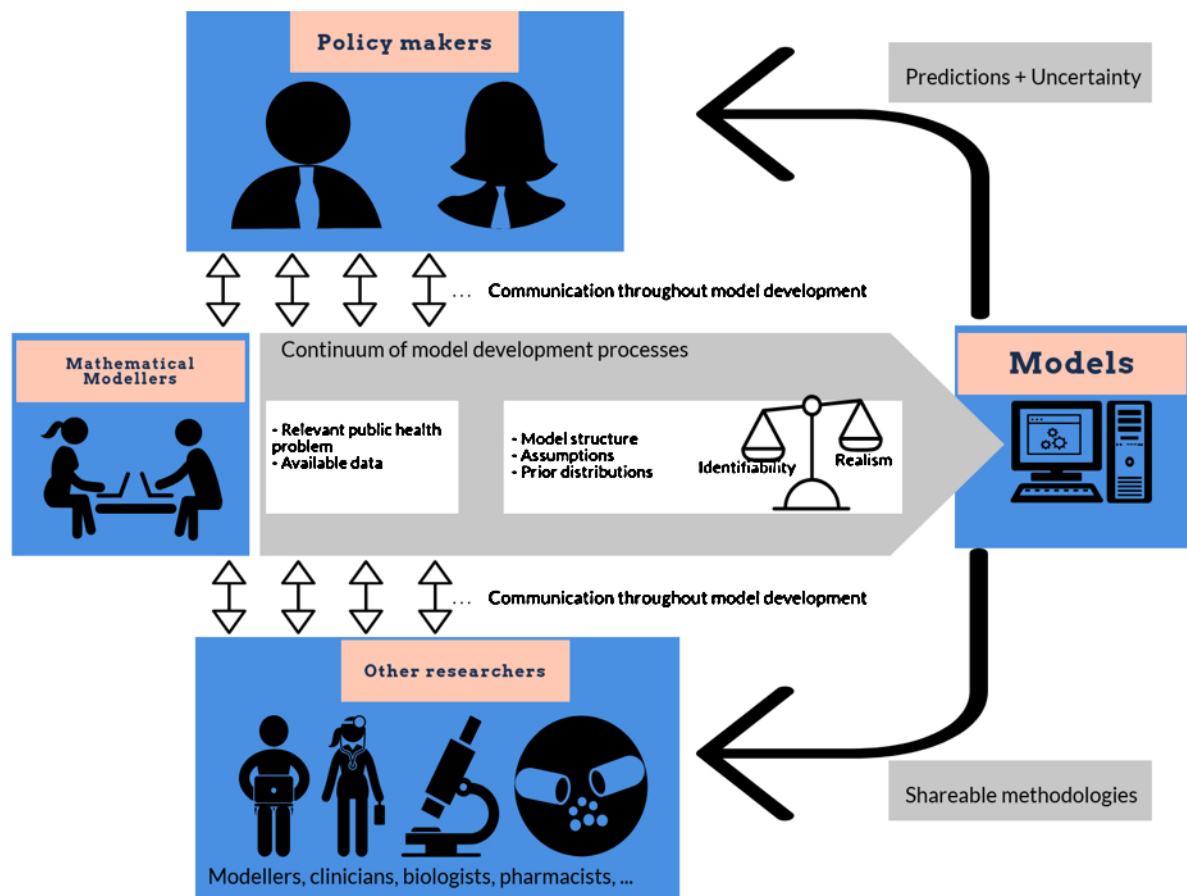 Policy makers
Predictions + Uncertainty
... Communication throughout model development
Mathematical
Modellers
Continuum of model development processes
- Relevant public health
problem
- Available data
- Model structure
- Assumptions
- Prior distributions
Identifiability
Realism
Models
... Communication throughout model development
Other researchers
Modellers, clinicians, biologists, pharmacists, ...
Shareable methodologies